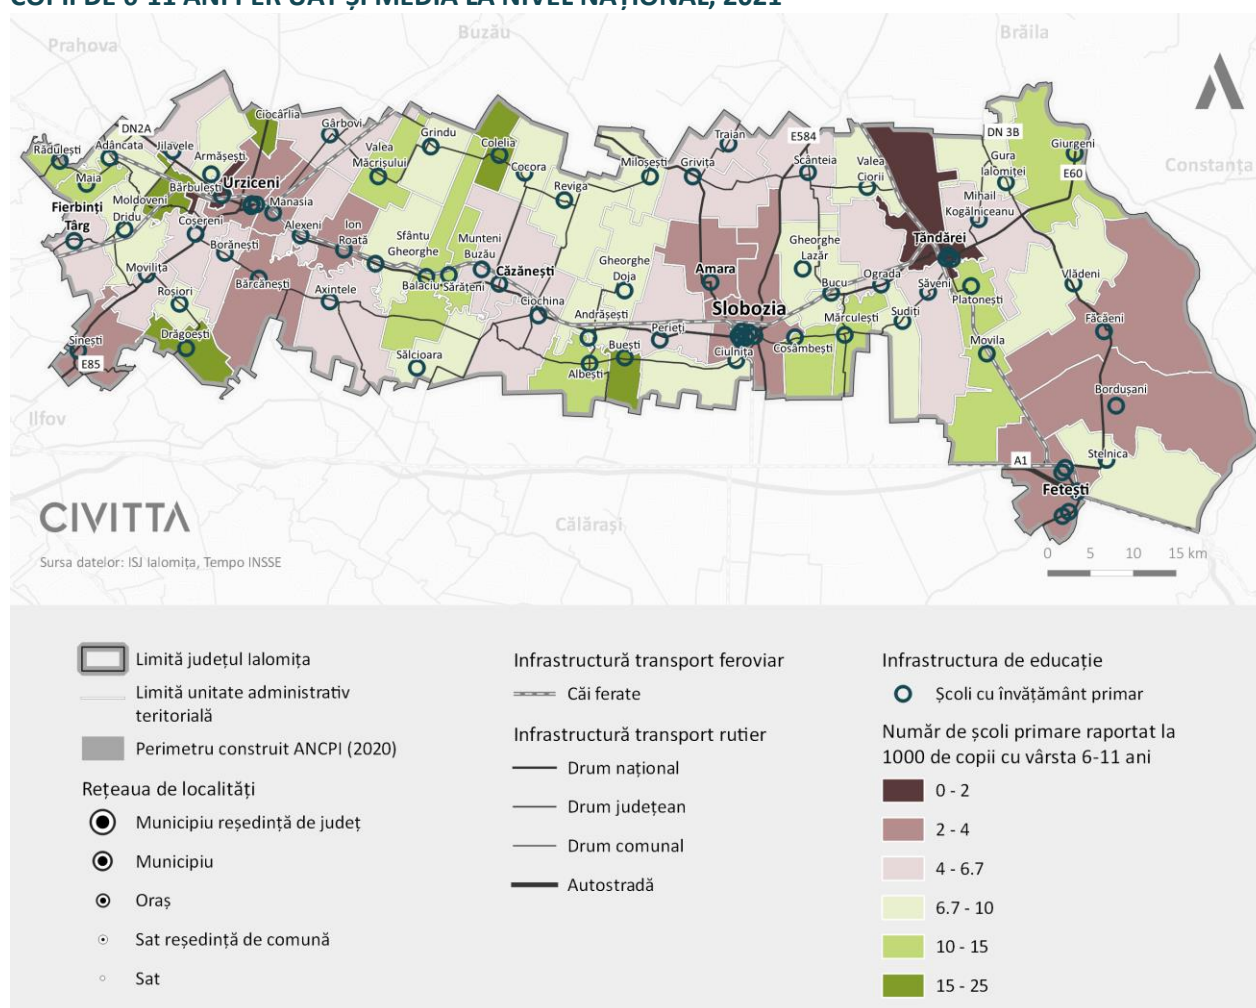 COPII DE 6-11 ANI PER UAT ȘI MEDIA LA NIVEL NAȚIONAL, 2021
Prahova
Buzău
Brăila
Constanța
Ilfov
Călărași
DN2A
E584
DN 3B
E60
E85
A1
Rădulești
Adâncata
Jilavele
Ciocârlia
Gârbovi
Maia
Armășești
Bărbulești
Urziceni
Moldoveni
Manasia
Fierbinți
Târg
Dridu
Coșereni
Alexeni
Ion
Roată
Borănești
Movilița
Bărcănești
Axintele
Roșiori
Drăgoești
Sinești
Valea
Măcrișului
Grindu
Colelia
Cocora
Reviga
Sfântu
Gheorghe
Munteni
Buzău
Balaciu
Sărățeni
Căzănești
Ciochina
Sălcioara
Gheorghe
Doja
Andrășești
Buești
Albești
Perieți
Miloșești
Grivița
Traian
Scânteia
Valea
Ciorii
Amara
Slobozia
Ciulnița
Gheorghe
Lazăr
Bucu
Ograda
Cosâmbești
Mărculești
Sudiți
Săveni
Țăndărei
Mihail
Kogălniceanu
Gura
Ialomiței
Giurgeni
Platonești
Movila
Vlădeni
Făcăeni
Bordușani
Stelnica
Fetești
CIVITTA
Sursa datelor: ISJ Ialomița, Tempo INSSE
0 5 10 15 km
Limită județul Ialomița
Limită unitate administrativ
teritorială
Perimetru construit ANCPI (2020)
Rețeaua de localități
Municipiu reședință de județ
Municipiu
Oraș
Sat reședință de comună
Sat
Infrastructură transport feroviar
Căi ferate
Infrastructură transport rutier
Drum național
Drum județean
Drum comunal
Autostradă
Infrastructura de educație
Școli cu învățământ primar
Număr de școli primare raportat la
1000 de copii cu vârsta 6-11 ani
0 - 2
2 - 4
4 - 6.7
6.7 - 10
10 - 15
15 - 25